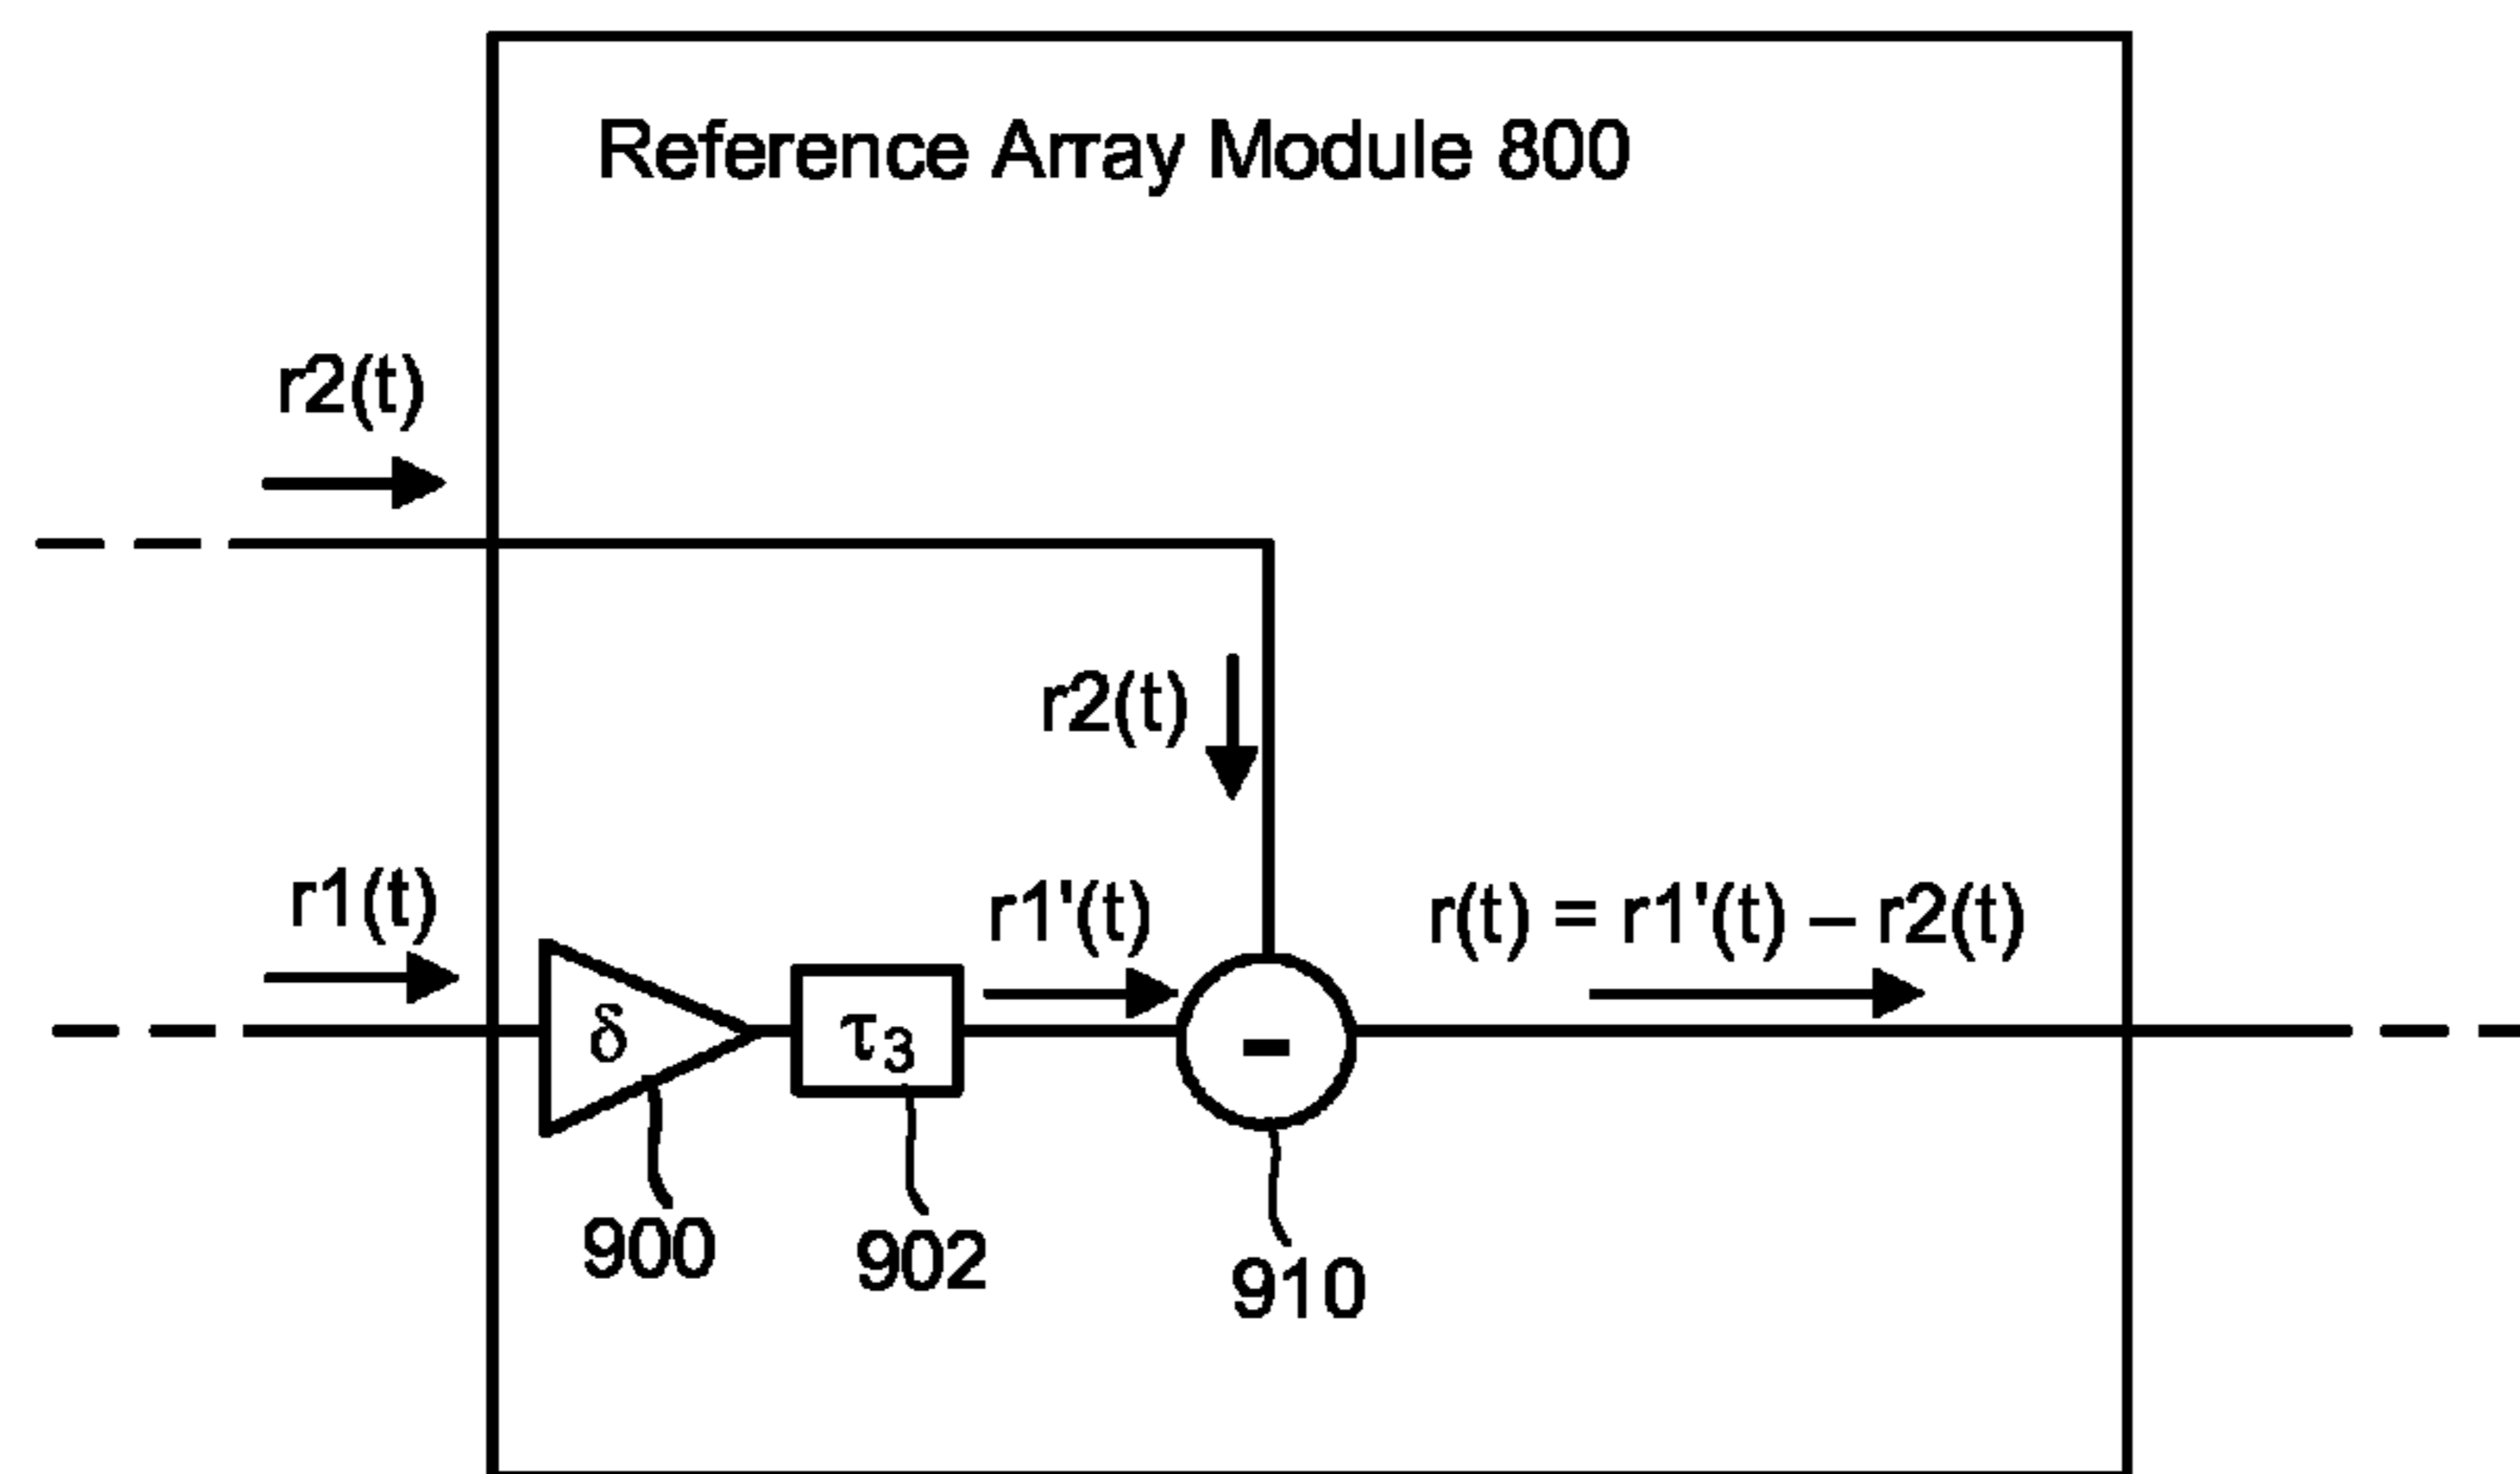 Reference Array Module 800
r2(t)
r2(t)
r1(t)
r1'(t)
r(t) = r1'(t) – r2(t)
δ
τ3
-
900
902
910